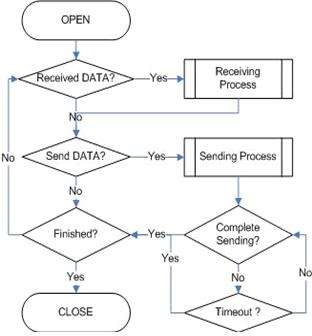 OPEN
Received DATA?
Yes
Receiving
Process
No
Send DATA?
Yes
Sending Process
No
No
Finished?
Yes
Complete
Sending?
Yes
Yes
No
No
CLOSE
Timeout ?